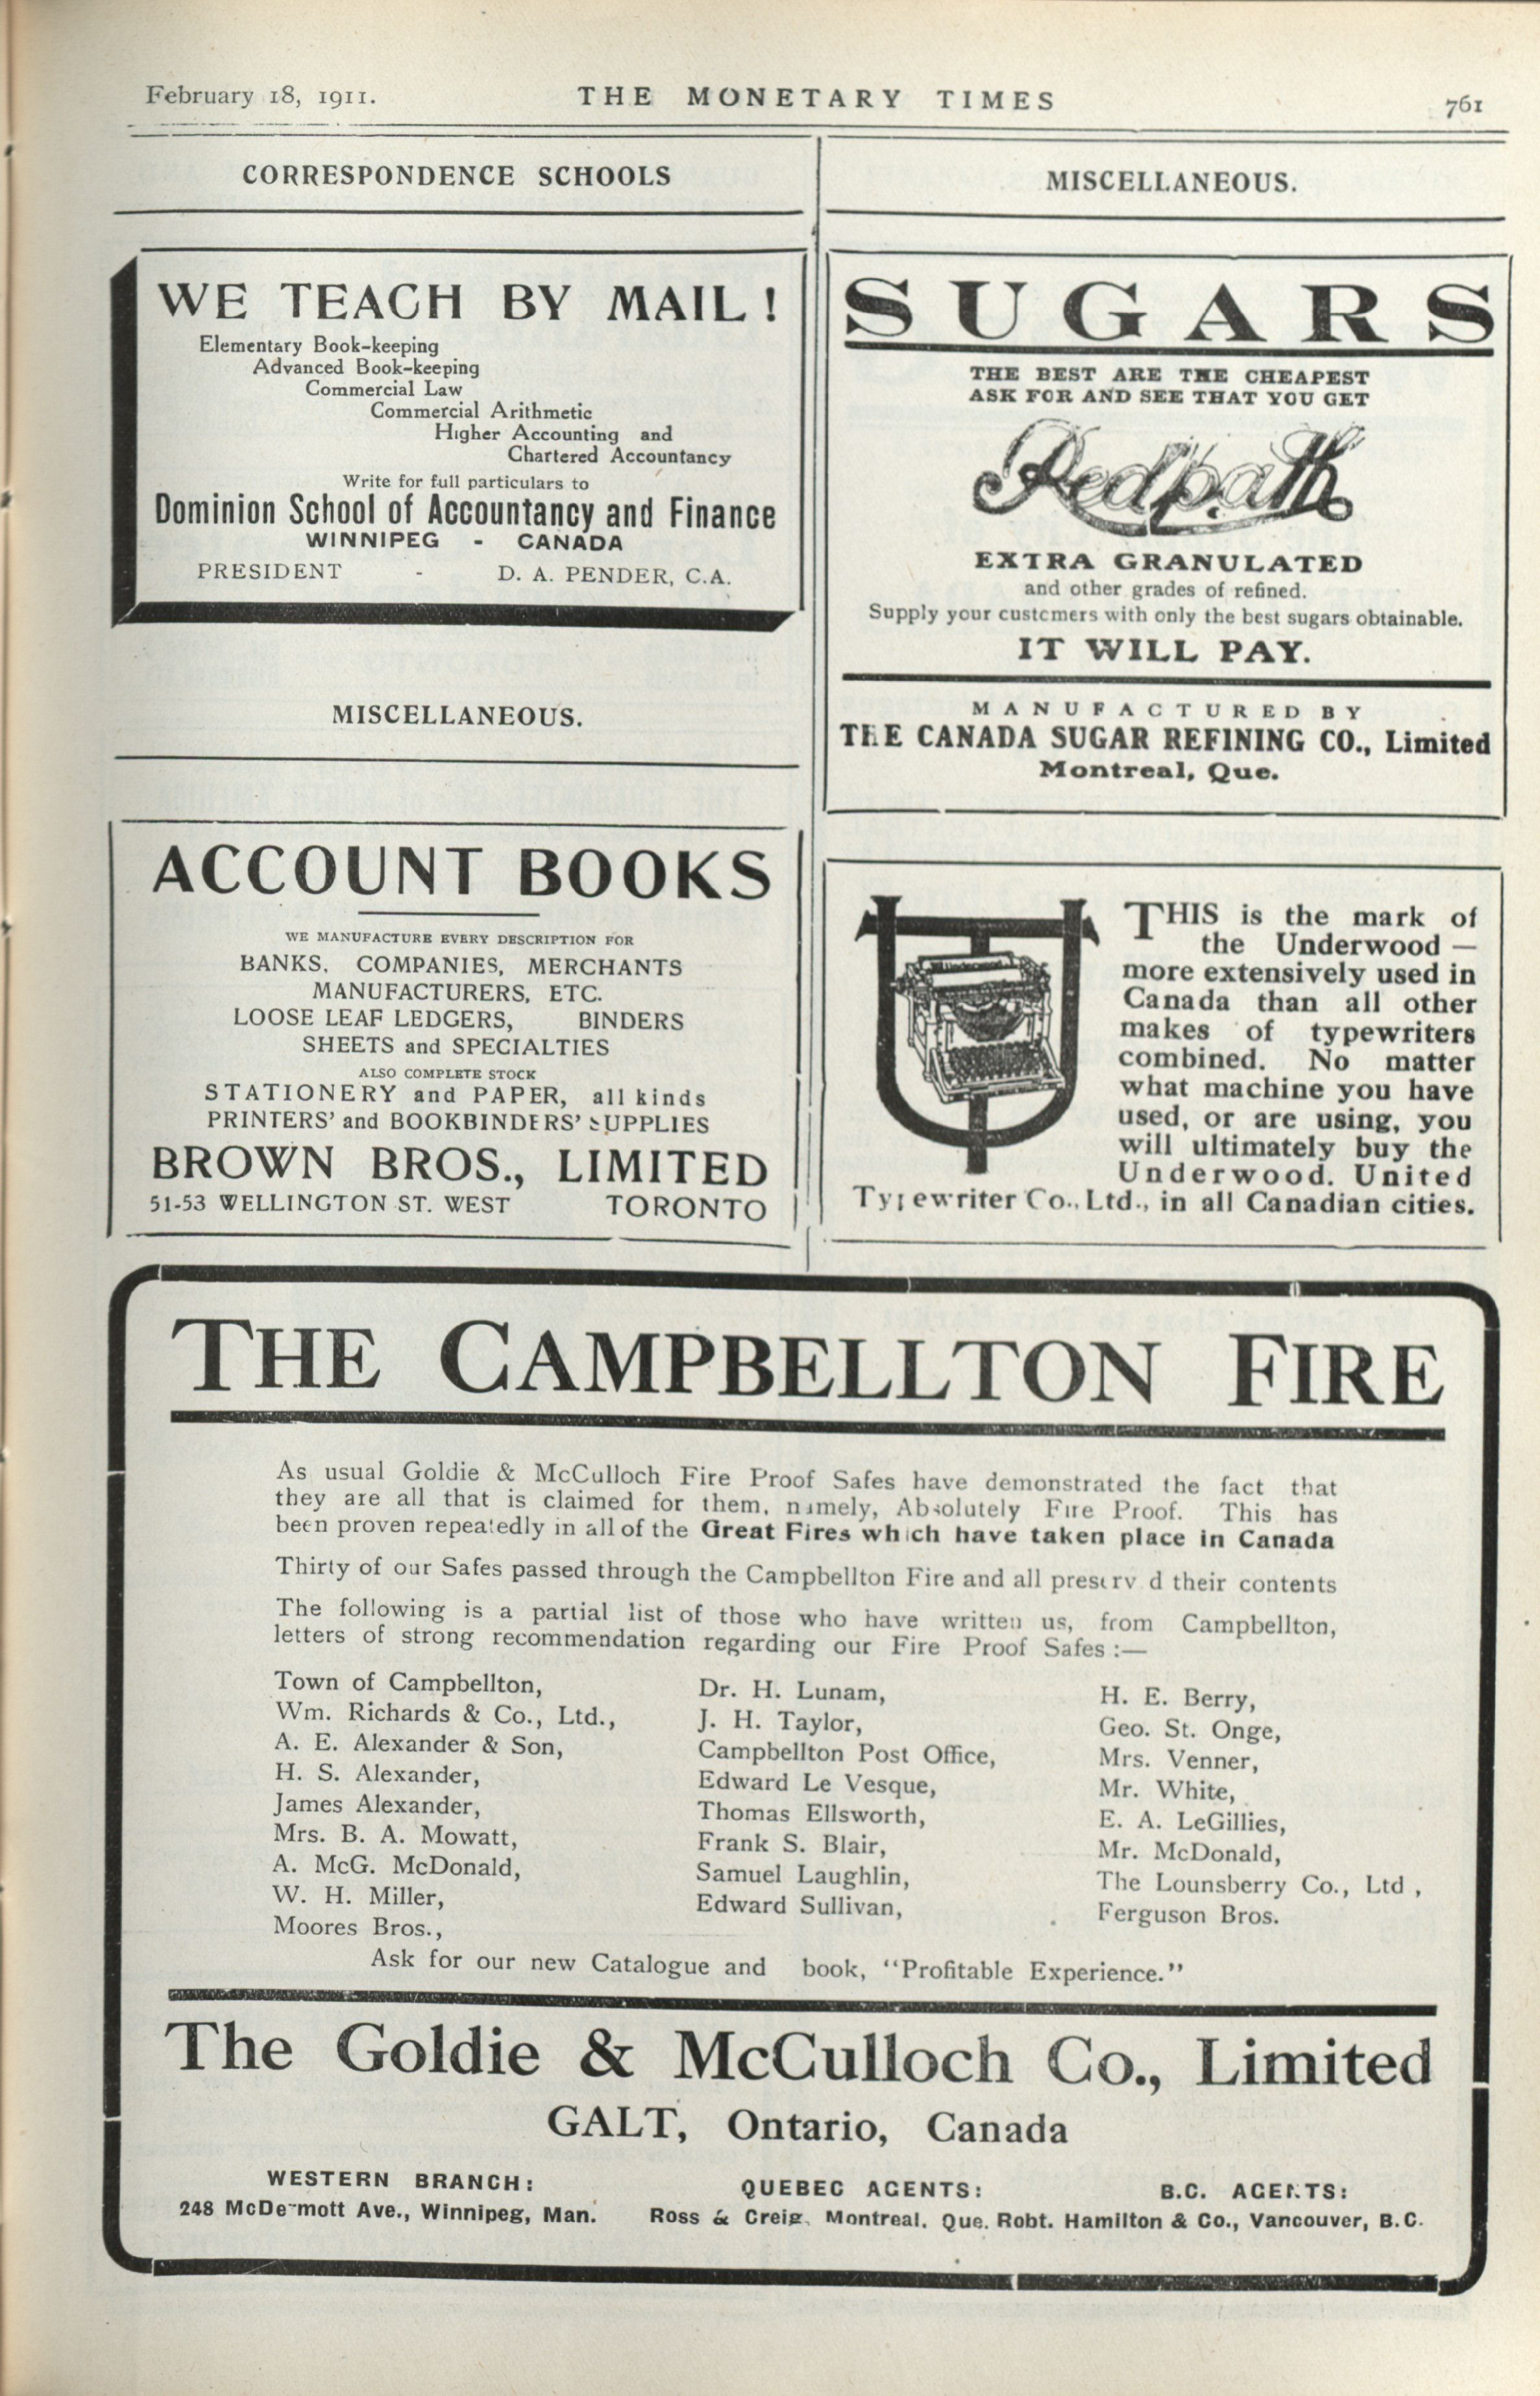 February 18, 1911.
THE MONETARY TIMES
761
CORRESPONDENCE SCHOOLS
WE TEACH BY MAIL!
Elementary Book-keeping
Advanced Book-keeping
Commercial Law
Commercial Arithmetic
Higher Accounting and
Chartered Accountancy
Write for full particulars to
Dominion School of Accountancy and Finance
WINNIPEG - CANADA
PRESIDENT - D. A. PENDER, C.A.
MISCELLANEOUS.
ACCOUNT BOOKS
WE MANUFACTURE EVERY DESCRIPTION FOR
BANKS, COMPANIES, MERCHANTS
MANUFACTURERS, ETC.
LOOSE LEAF LEDGERS, BINDERS
SHEETS and SPECIALTIES
ALSO COMPLETE STOCK
STATIONERY and PAPER, all kinds
PRINTERS' and BOOKBINDERS' SUPPLIES
BROWN BROS., LIMITED
51-53 WELLINGTON ST. WEST TORONTO
MISCELLANEOUS.
SUGARS
THE BEST ARE THE CHEAPEST
ASK FOR AND SEE THAT YOU GET
Redpath
EXTRA GRANULATED
and other grades of refined.
Supply your customers with only the best sugars obtainable.
IT WILL PAY.
MANUFACTURED BY
THE CANADA SUGAR REFINING CO., Limited
Montreal, Que.
THIS is the mark of
the Underwood —
more extensively used in
Canada than all other
makes of typewriters
combined. No matter
what machine you have
used, or are using, you
will ultimately buy the
Underwood. United
Typewriter Co., Ltd., in all Canadian cities.
THE CAMPBELLTON FIRE
As usual Goldie & McCulloch Fire Proof Safes have demonstrated the fact that
they are all that is claimed for them, namely, Absolutely Fire Proof. This has
been proven repeatedly in all of the Great Fires which have taken place in Canada
Thirty of our Safes passed through the Campbellton Fire and all preserv d their contents
The following is a partial list of those who have written us, from Campbellton,
letters of strong recommendation regarding our Fire Proof Safes :—
Town of Campbellton,
Wm. Richards & Co., Ltd.,
A. E. Alexander & Son,
H. S. Alexander,
James Alexander,
Mrs. B. A. Mowatt,
A. McG. McDonald,
W. H. Miller,
Moores Bros.,
Dr. H. Lunam,
J. H. Taylor,
Campbellton Post Office,
Edward Le Vesque,
Thomas Ellsworth,
Frank S. Blair,
Samuel Laughlin,
Edward Sullivan,
H. E. Berry,
Geo. St. Onge,
Mrs. Venner,
Mr. White,
E. A. LeGillies,
Mr. McDonald,
The Lounsberry Co., Ltd ,
Ferguson Bros.
Ask for our new Catalogue and book, "Profitable Experience."
The Goldie & McCulloch Co., Limited
GALT, Ontario, Canada
WESTERN BRANCH:
248 McDermott Ave., Winnipeg, Man.
QUEBEC AGENTS:
Ross & Creig, Montreal, Que.
B.C. AGENTS:
Robt. Hamilton & Co., Vancouver, B.C.